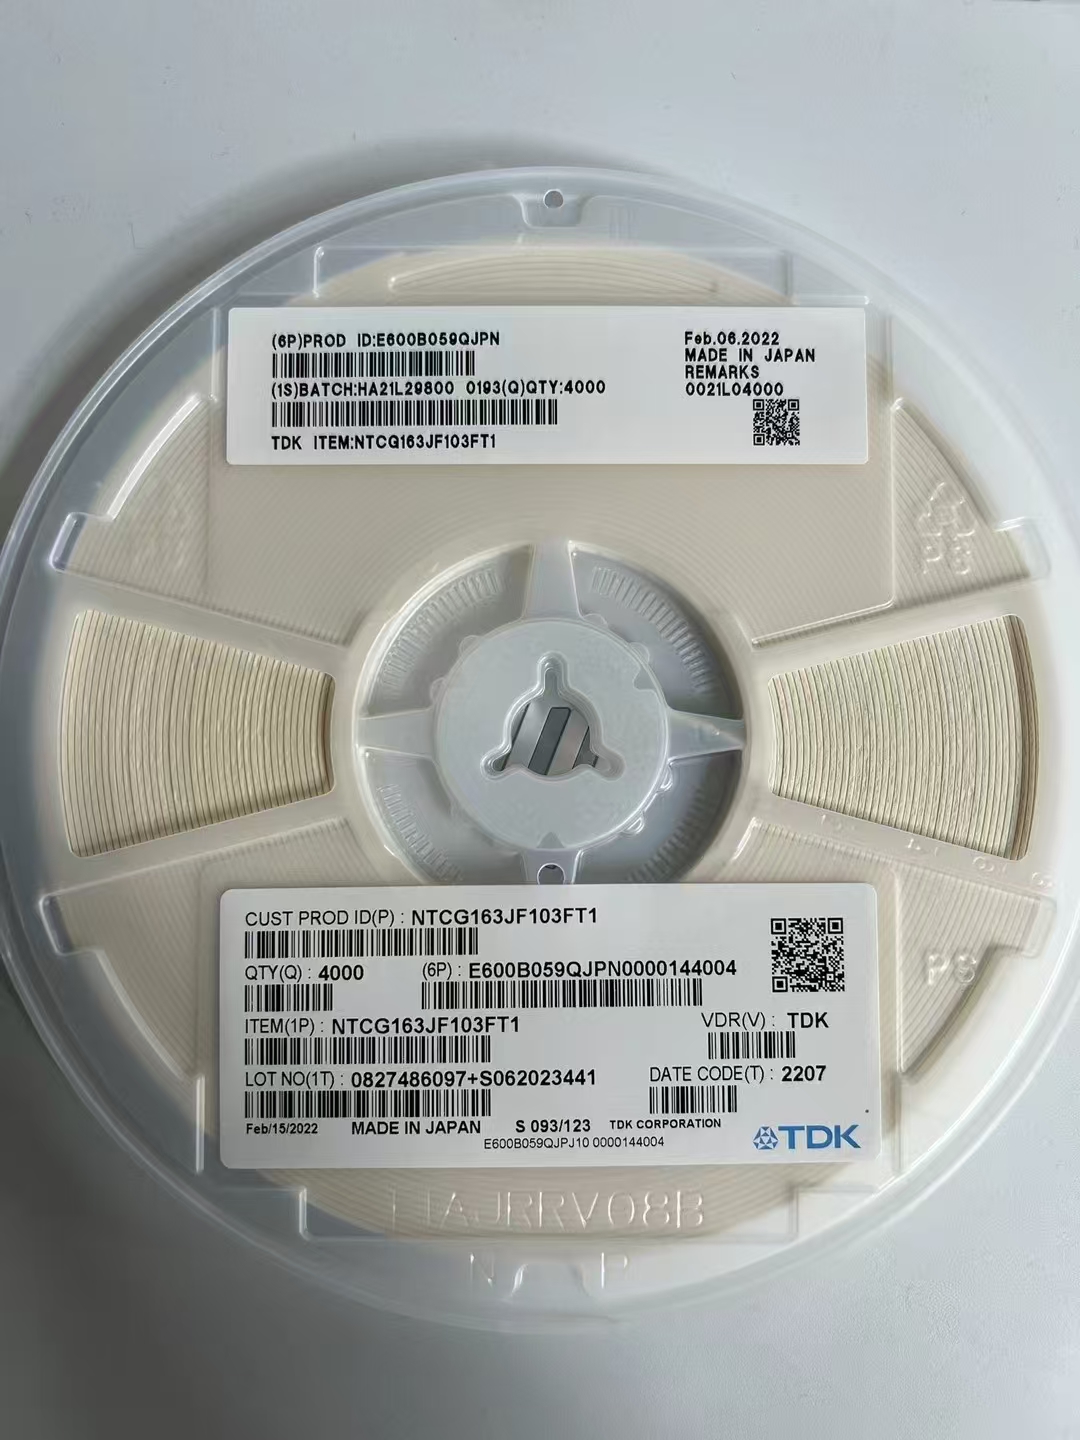 (6P)PROD ID:E600B059QJPN
(1S)BATCH:HA21L29800 0193(Q)QTY:4000
TDK ITEM:NTCG163JF103FT1
Feb.06.2022
MADE IN JAPAN
REMARKS
0021L04000
PS
CUST PROD ID(P) : NTCG163JF103FT1
QTY(Q) : 4000 (6P) : E600B059QJPN0000144004
ITEM(1P) : NTCG163JF103FT1 VDR(V) : TDK
LOT NO(1T) : 0827486097+S062023441 DATE CODE(T) : 2207
Feb/15/2022 MADE IN JAPAN S 093/123 TDK CORPORATION
E600B059QJPJ10 0000144004
TDK
PS